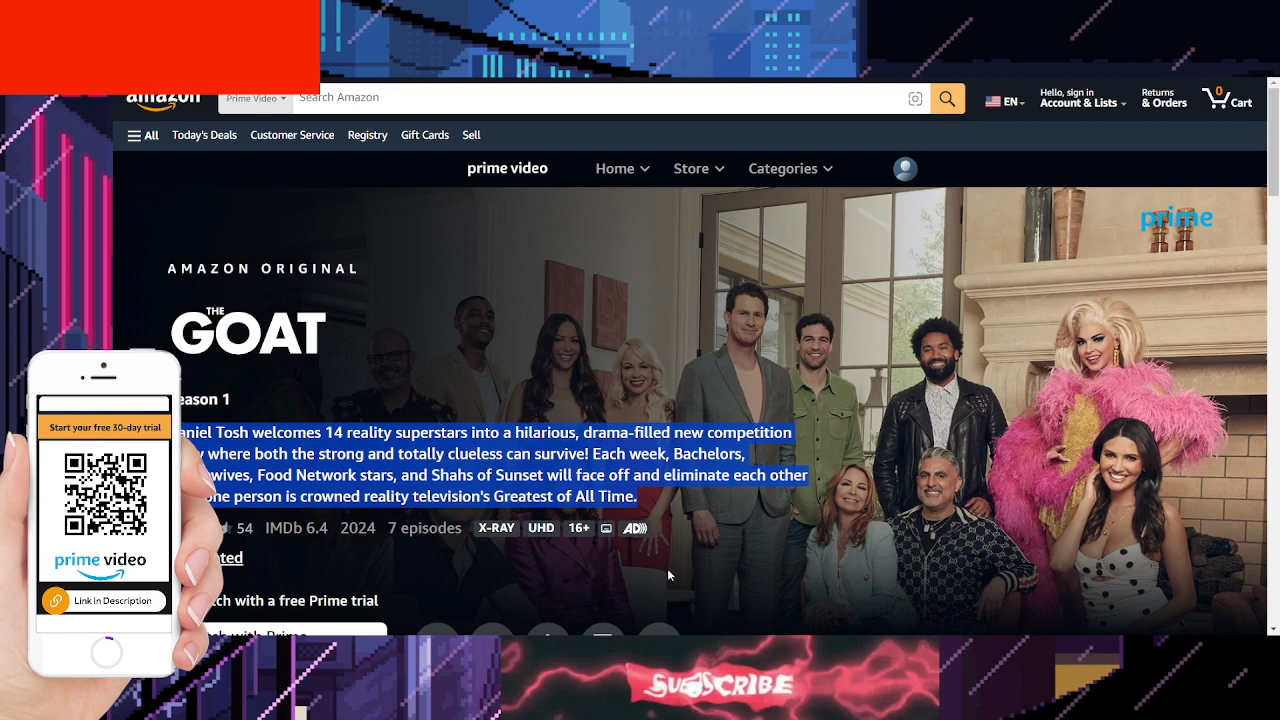 amazon
Prime Video
Search Amazon
EN
Hello, sign in
Account & Lists
Returns
& Orders
0
Cart
All
Today's Deals
Customer Service
Registry
Gift Cards
Sell
prime video
Home
Store
Categories
prime
AMAZON ORIGINAL
THE
GOAT
eason 1
aniel Tosh welcomes 14 reality superstars into a hilarious, drama-filled new competition
where both the strong and totally clueless can survive! Each week, Bachelors,
wives, Food Network stars, and Shahs of Sunset will face off and eliminate each other
one person is crowned reality television's Greatest of All Time.
54 IMDb 6.4 2024 7 episodes X-RAY UHD 16+ AD
ted
tch with a free Prime trial
ch with Prime
Start your free 30-day trial
prime video
Link In Description
SUBSCRIBE